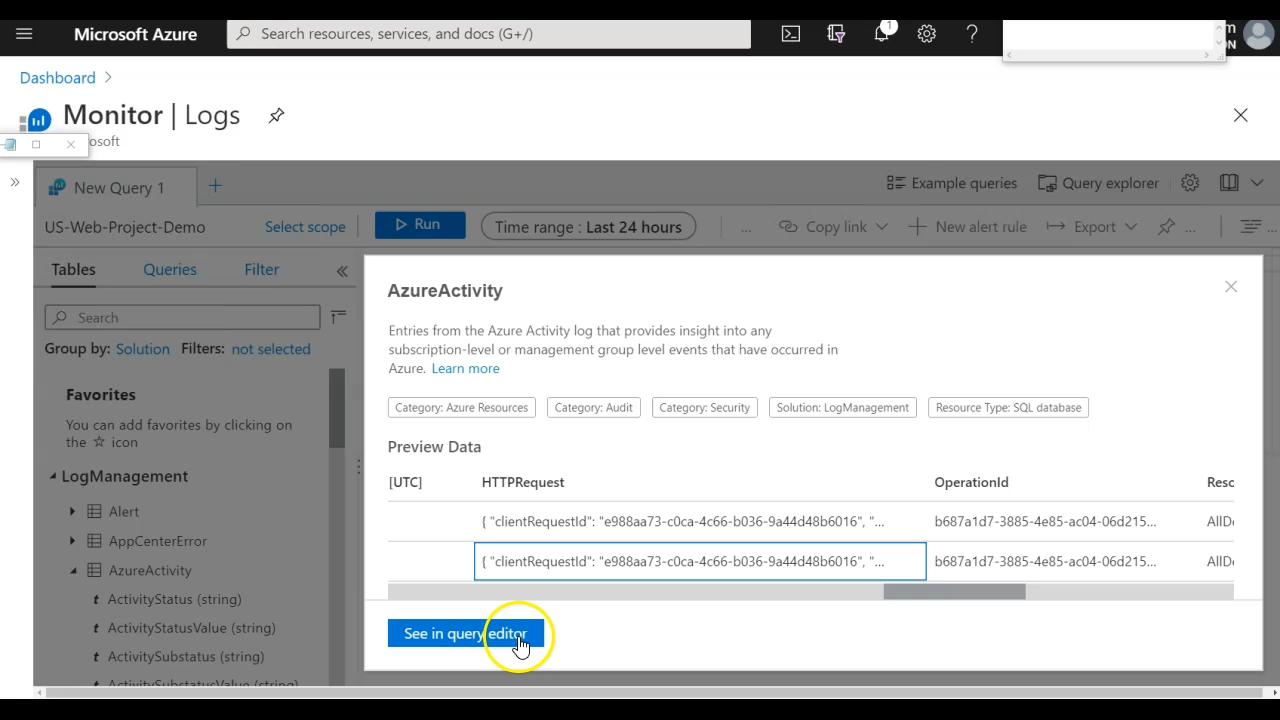 Microsoft Azure
Search resources, services, and docs (G+/)
1
Dashboard
Monitor | Logs
New Query 1
Example queries
Query explorer
US-Web-Project-Demo
Select scope
Run
Time range : Last 24 hours
...
Copy link
New alert rule
Export
...
Tables
Queries
Filter
Search
Group by: Solution
Filters: not selected
Favorites
You can add favorites by clicking on
the ☆ icon
LogManagement
Alert
AppCenterError
AzureActivity
t ActivityStatus (string)
t ActivityStatusValue (string)
t ActivitySubstatus (string)
t ActivitySubstatusValue (string)
AzureActivity
Entries from the Azure Activity log that provides insight into any
subscription-level or management group level events that have occurred in
Azure. Learn more
Category: Azure Resources
Category: Audit
Category: Security
Solution: LogManagement
Resource Type: SQL database
Preview Data
[UTC]
HTTPRequest
OperationId
{ "clientRequestId": "e988aa73-c0ca-4c66-b036-9a44d48b6016", "...
b687a1d7-3885-4e85-ac04-06d215...
{ "clientRequestId": "e988aa73-c0ca-4c66-b036-9a44d48b6016", "...
b687a1d7-3885-4e85-ac04-06d215...
See in query editor